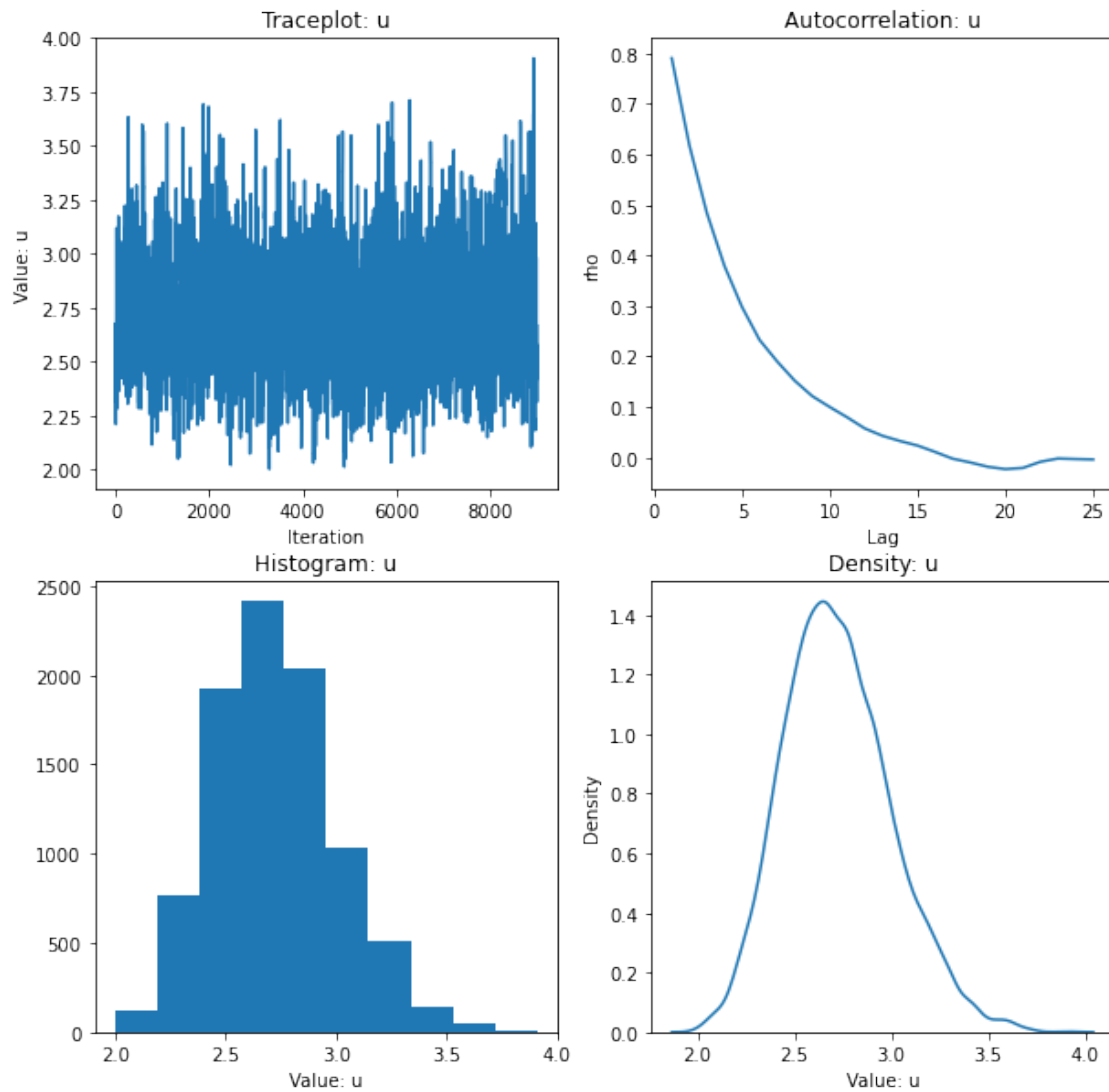 Traceplot: u
4.00
3.75
3.50
3.25
3.00
2.75
2.50
2.25
2.00
Value: u
0 2000 4000 6000 8000
Iteration
Autocorrelation: u
0.8
0.7
0.6
0.5
0.4
0.3
0.2
0.1
0.0
rho
0 5 10 15 20 25
Lag
Histogram: u
2500
2000
1500
1000
500
0
2.0 2.5 3.0 3.5 4.0
Value: u
Density: u
1.4
1.2
1.0
0.8
0.6
0.4
0.2
0.0
Density
2.0 2.5 3.0 3.5 4.0
Value: u